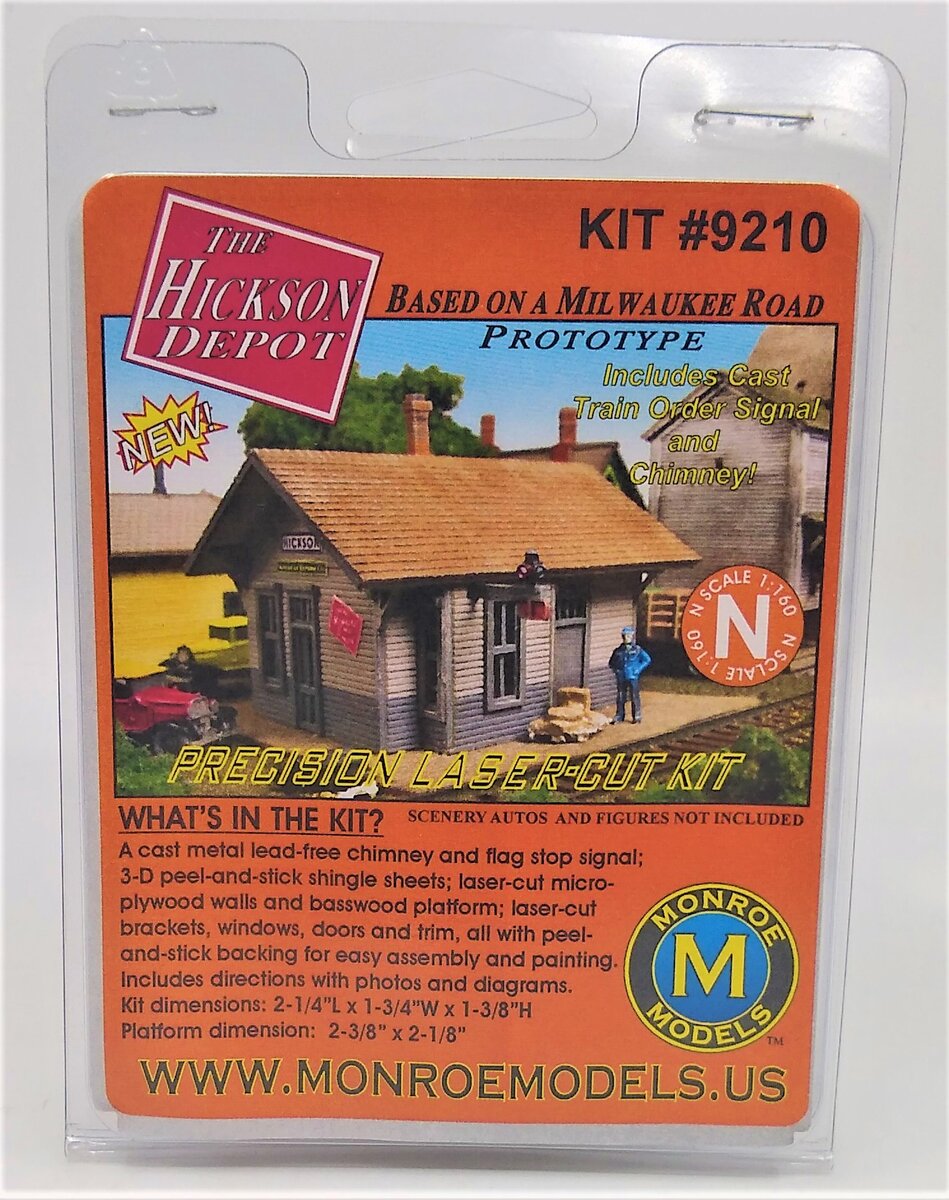 THE
HICKSON
DEPOT
KIT #9210
BASED ON A MILWAUKEE ROAD
PROTOTYPE
Includes Cast
Train Order Signal
and
Chimney!
NEW!
HICKSON
N SCALE 1:160
N
N SCLALE 1:160
PRECISION LASER-CUT KIT
WHAT'S IN THE KIT?
SCENERY AUTOS AND FIGURES NOT INCLUDED
A cast metal lead-free chimney and flag stop signal;
3-D peel-and-stick shingle sheets; laser-cut micro-
plywood walls and basswood platform; laser-cut
brackets, windows, doors and trim, all with peel-
and-stick backing for easy assembly and painting.
Includes directions with photos and diagrams.
Kit dimensions: 2-1/4"L x 1-3/4"W x 1-3/8"H
Platform dimension: 2-3/8" x 2-1/8"
MONROE
M
MODELS
TM
WWW.MONROEMODELS.US